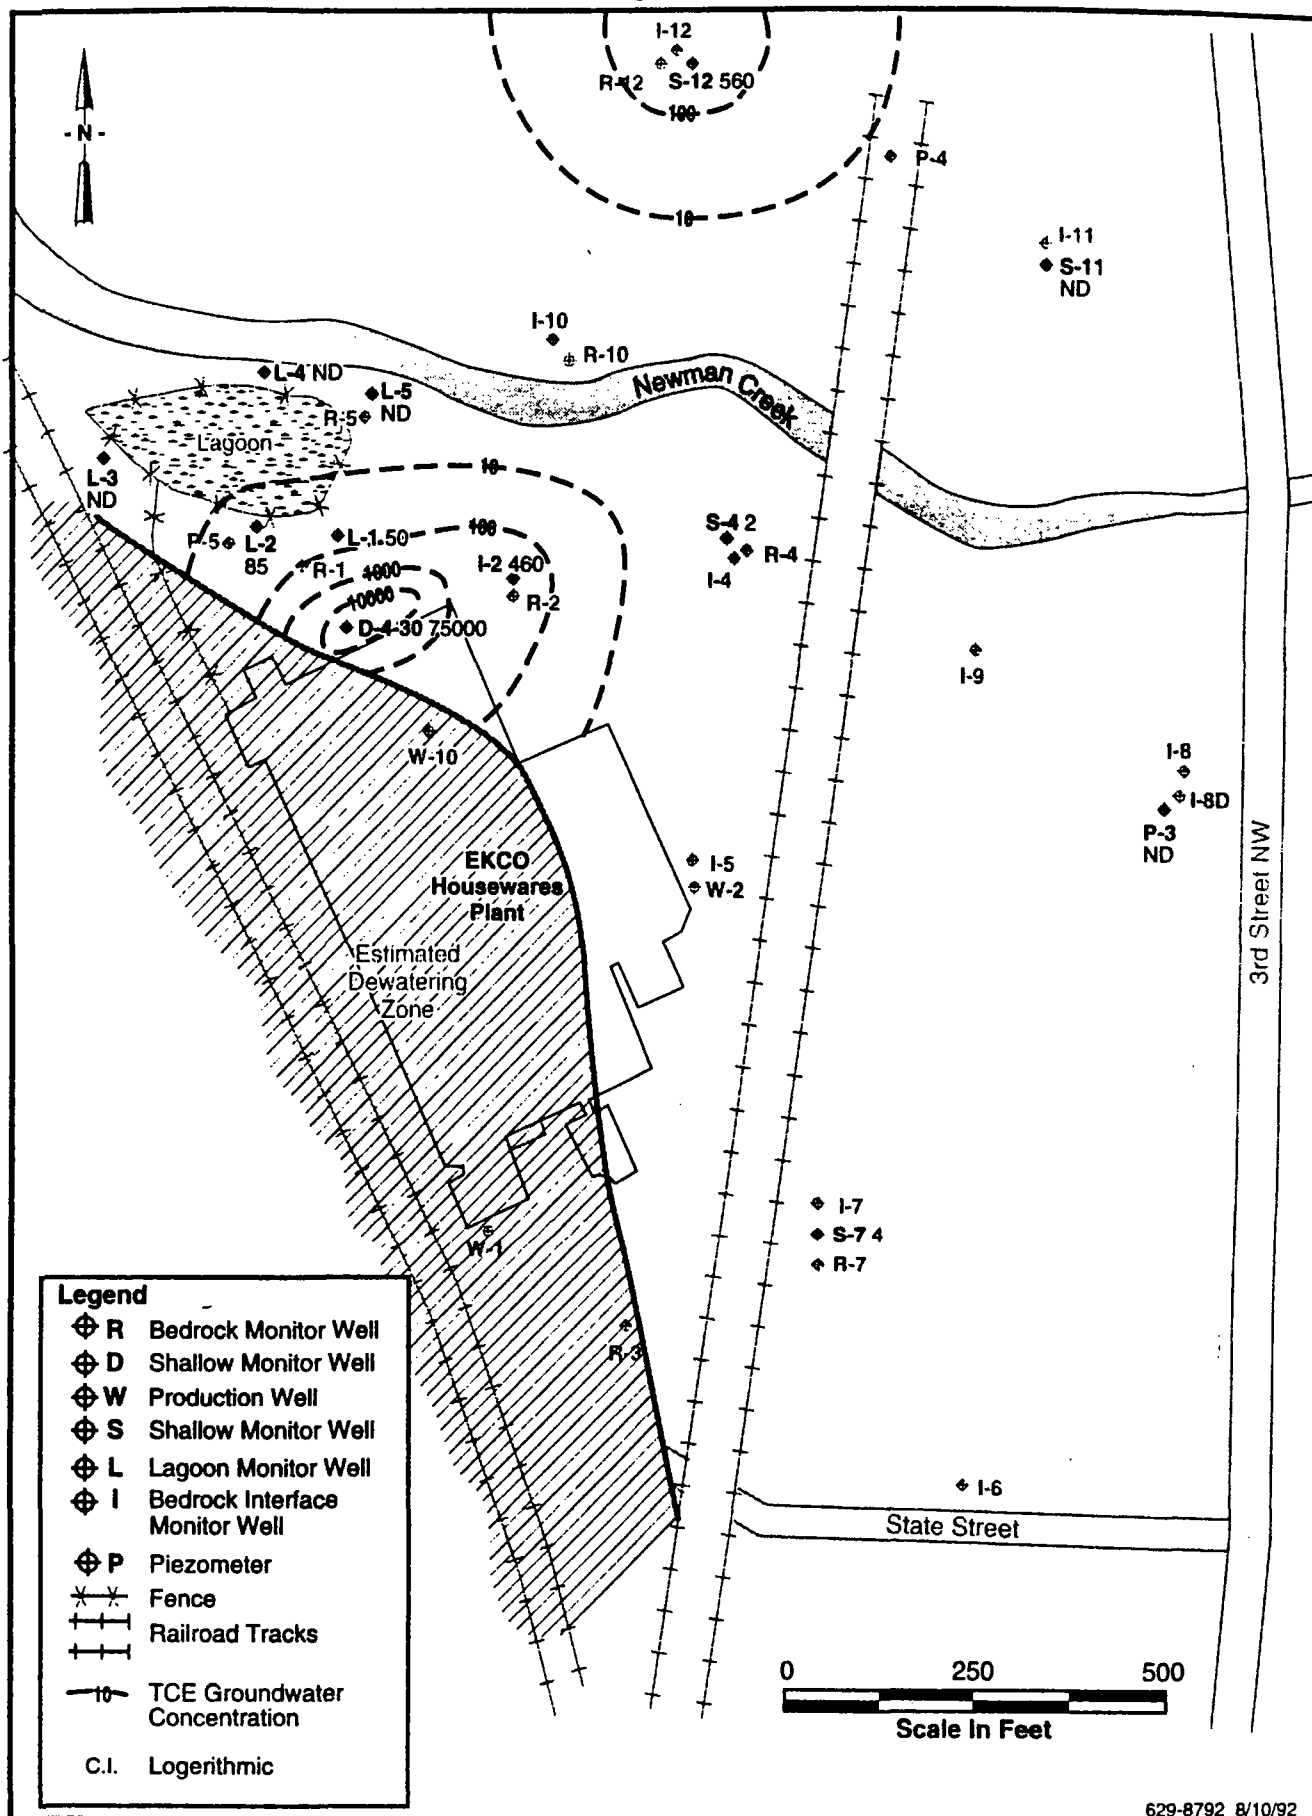 I-12
R-12 S-12 560
100
- N -
P-4
10
I-11
S-11
ND
I-10
R-10
Newman Creek
L-4 ND
L-5
ND
R-5
Lagoon
L-3
ND
10
100
S-4 2
R-4
I-4
P-5
L-2
85
L-1 50
R-1
I-2 460
R-2
1000
10000
D-4-30 75000
I-9
W-10
I-8
I-8D
P-3
ND
EKCO
Housewares
Plant
I-5
W-2
3rd Street NW
Estimated
Dewatering
Zone
I-7
S-7 4
R-7
W-1
R-3
I-6
State Street
Legend
R Bedrock Monitor Well
D Shallow Monitor Well
W Production Well
S Shallow Monitor Well
L Lagoon Monitor Well
I Bedrock Interface
Monitor Well
P Piezometer
Fence
Railroad Tracks
10 TCE Groundwater
Concentration
C.I. Logerithmic
0 250 500
Scale In Feet
629-8792 8/10/92